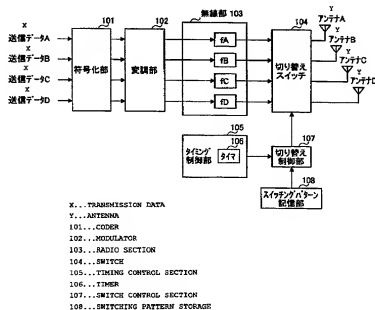 101
102
無線部 103
104
X
送信データA
X
送信データB
X
送信データC
X
送信データD
符号化部
変調部
fA
fB
fC
fD
切り替え
スイッチ
Y
アンテナA
Y
アンテナB
Y
アンテナC
Y
アンテナD
105
106
タイミング
制御部
タイマ
107
切り替え
制御部
108
スイッチングパターン
記憶部
X...TRANSMISSION DATA
Y...ANTENNA
101...CODER
102...MODULATOR
103...RADIO SECTION
104...SWITCH
105...TIMING CONTROL SECTION
106...TIMER
107...SWITCH CONTROL SECTION
108...SWITCHING PATTERN STORAGE